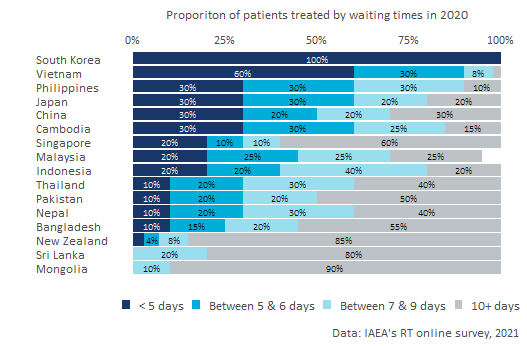 Proporiton of patients treated by waiting times in 2020
0% 25% 50% 75% 100%
South Korea 100%
Vietnam 60% 30% 8%
Philippines 30% 30% 30% 10%
Japan 30% 30% 20% 20%
China 30% 20% 20% 30%
Cambodia 30% 30% 25% 15%
Singapore 20% 10% 10% 60%
Malaysia 20% 25% 25% 25%
Indonesia 20% 20% 40% 20%
Thailand 10% 20% 30% 40%
Pakistan 10% 20% 20% 50%
Nepal 10% 20% 30% 40%
Bangladesh 10% 15% 20% 55%
New Zealand 4% 8% 85%
Sri Lanka 20% 80%
Mongolia 10% 90%
< 5 days Between 5 & 6 days Between 7 & 9 days 10+ days
Data: IAEA's RT online survey, 2021